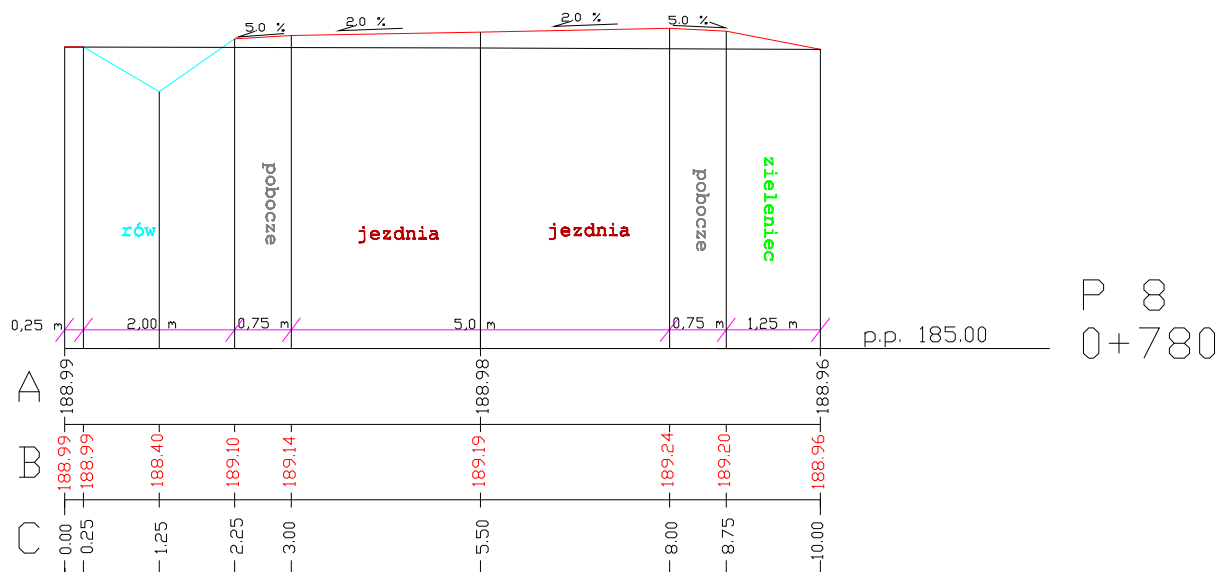 5.0 %
2.0 %
2.0 %
5.0 %
rów
pobocze
jezdnia
jezdnia
pobocze
zieleniec
0,25 m
2,00 m
0,75 m
5,0 m
0,75 m
1,25 m
p.p. 185.00
P 8
0+780
A
188.99
188.98
188.96
B
188.99
188.99
188.40
189.10
189.14
189.19
189.24
189.20
188.96
C
0.00
0.25
1.25
2.25
3.00
5.50
8.00
8.75
10.00